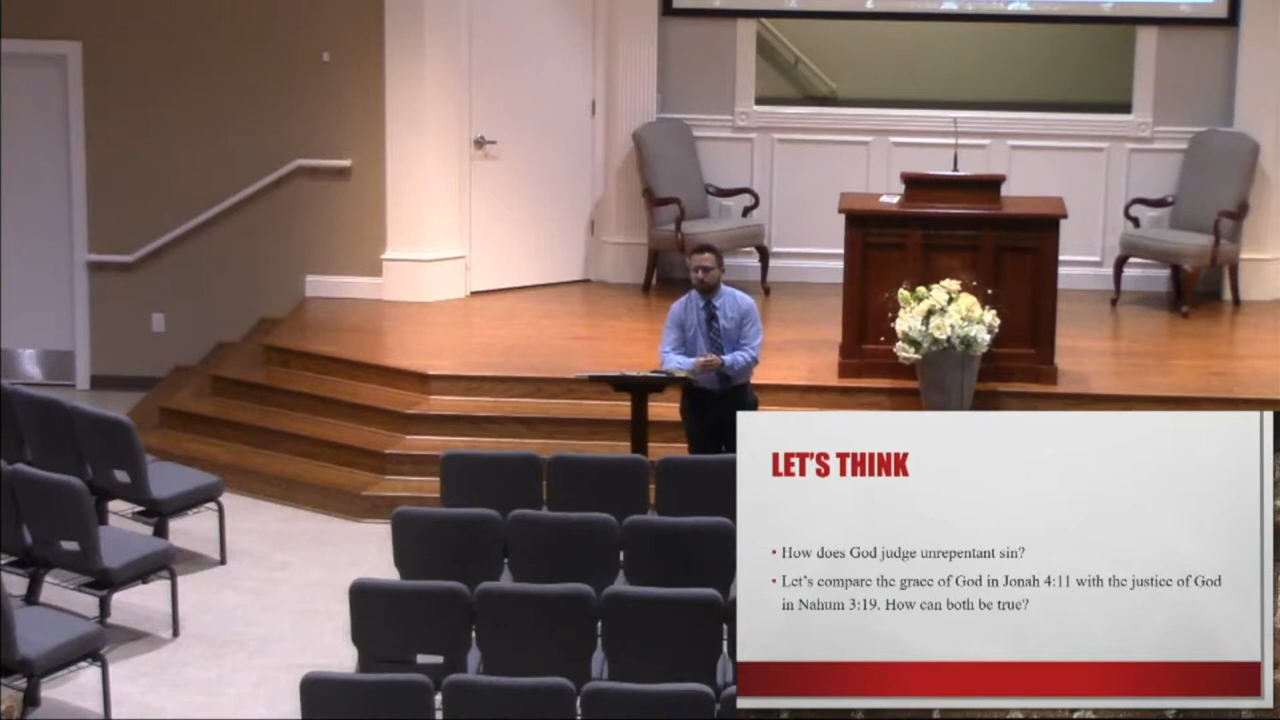 LET'S THINK
• How does God judge unrepentant sin?
• Let's compare the grace of God in Jonah 4:11 with the justice of God
in Nahum 3:19. How can both be true?